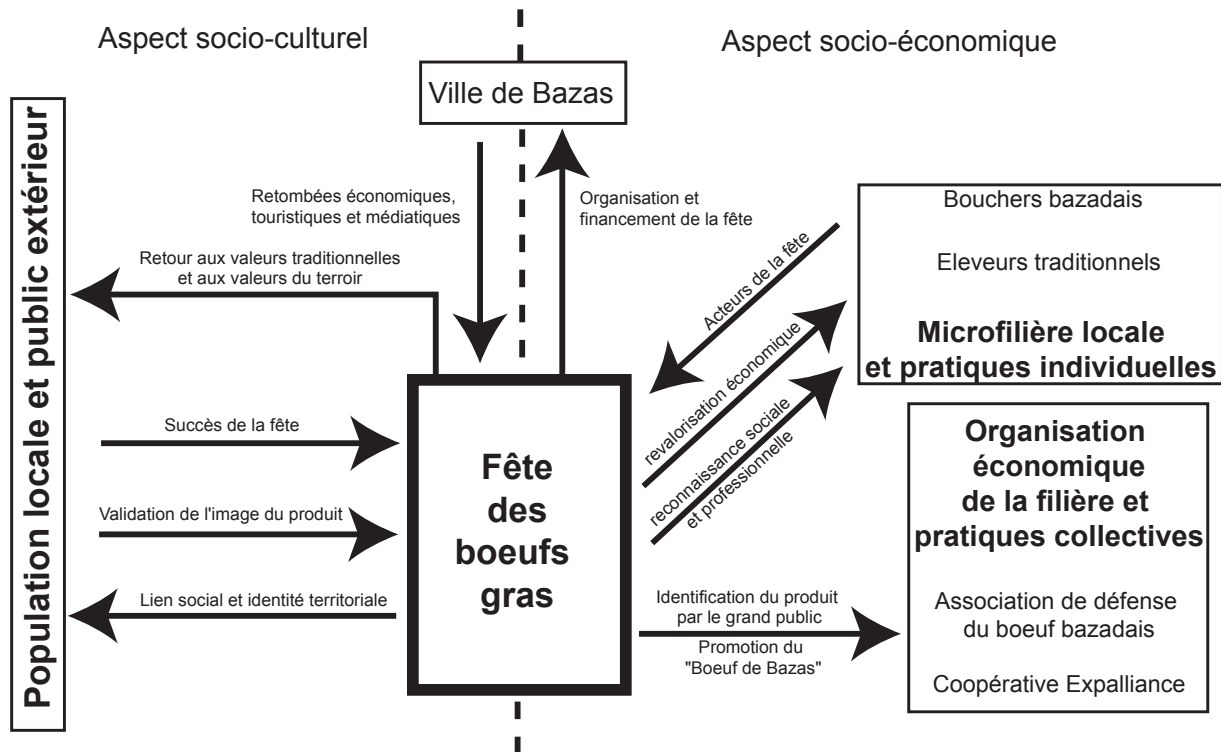 Aspect socio-culturel
Aspect socio-économique
Ville de Bazas
Population locale et public extérieur
Retombées économiques,
touristiques et médiatiques
Organisation et
financement de la fête
Retour aux valeurs traditionnelles
et aux valeurs du terroir
Succès de la fête
Validation de l'image du produit
Lien social et identité territoriale
Fête
des
boeufs
gras
Acteurs de la fête
revalorisation économique
reconnaissance sociale
et professionnelle
Identification du produit
par le grand public
Promotion du
"Boeuf de Bazas"
Bouchers bazadais
Eleveurs traditionnels
Microfilière locale
et pratiques individuelles
Organisation
économique
de la filière et
pratiques collectives
Association de défense
du boeuf bazadais
Coopérative Expalliance